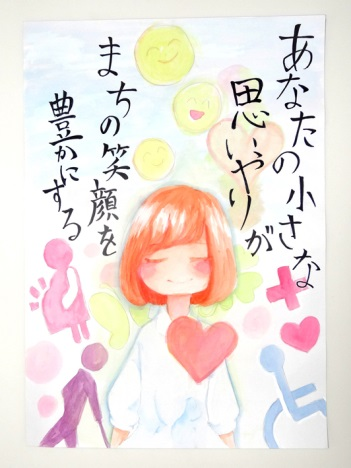 あなたの小さな
思いやりが
まちの笑顔を
豊かにする